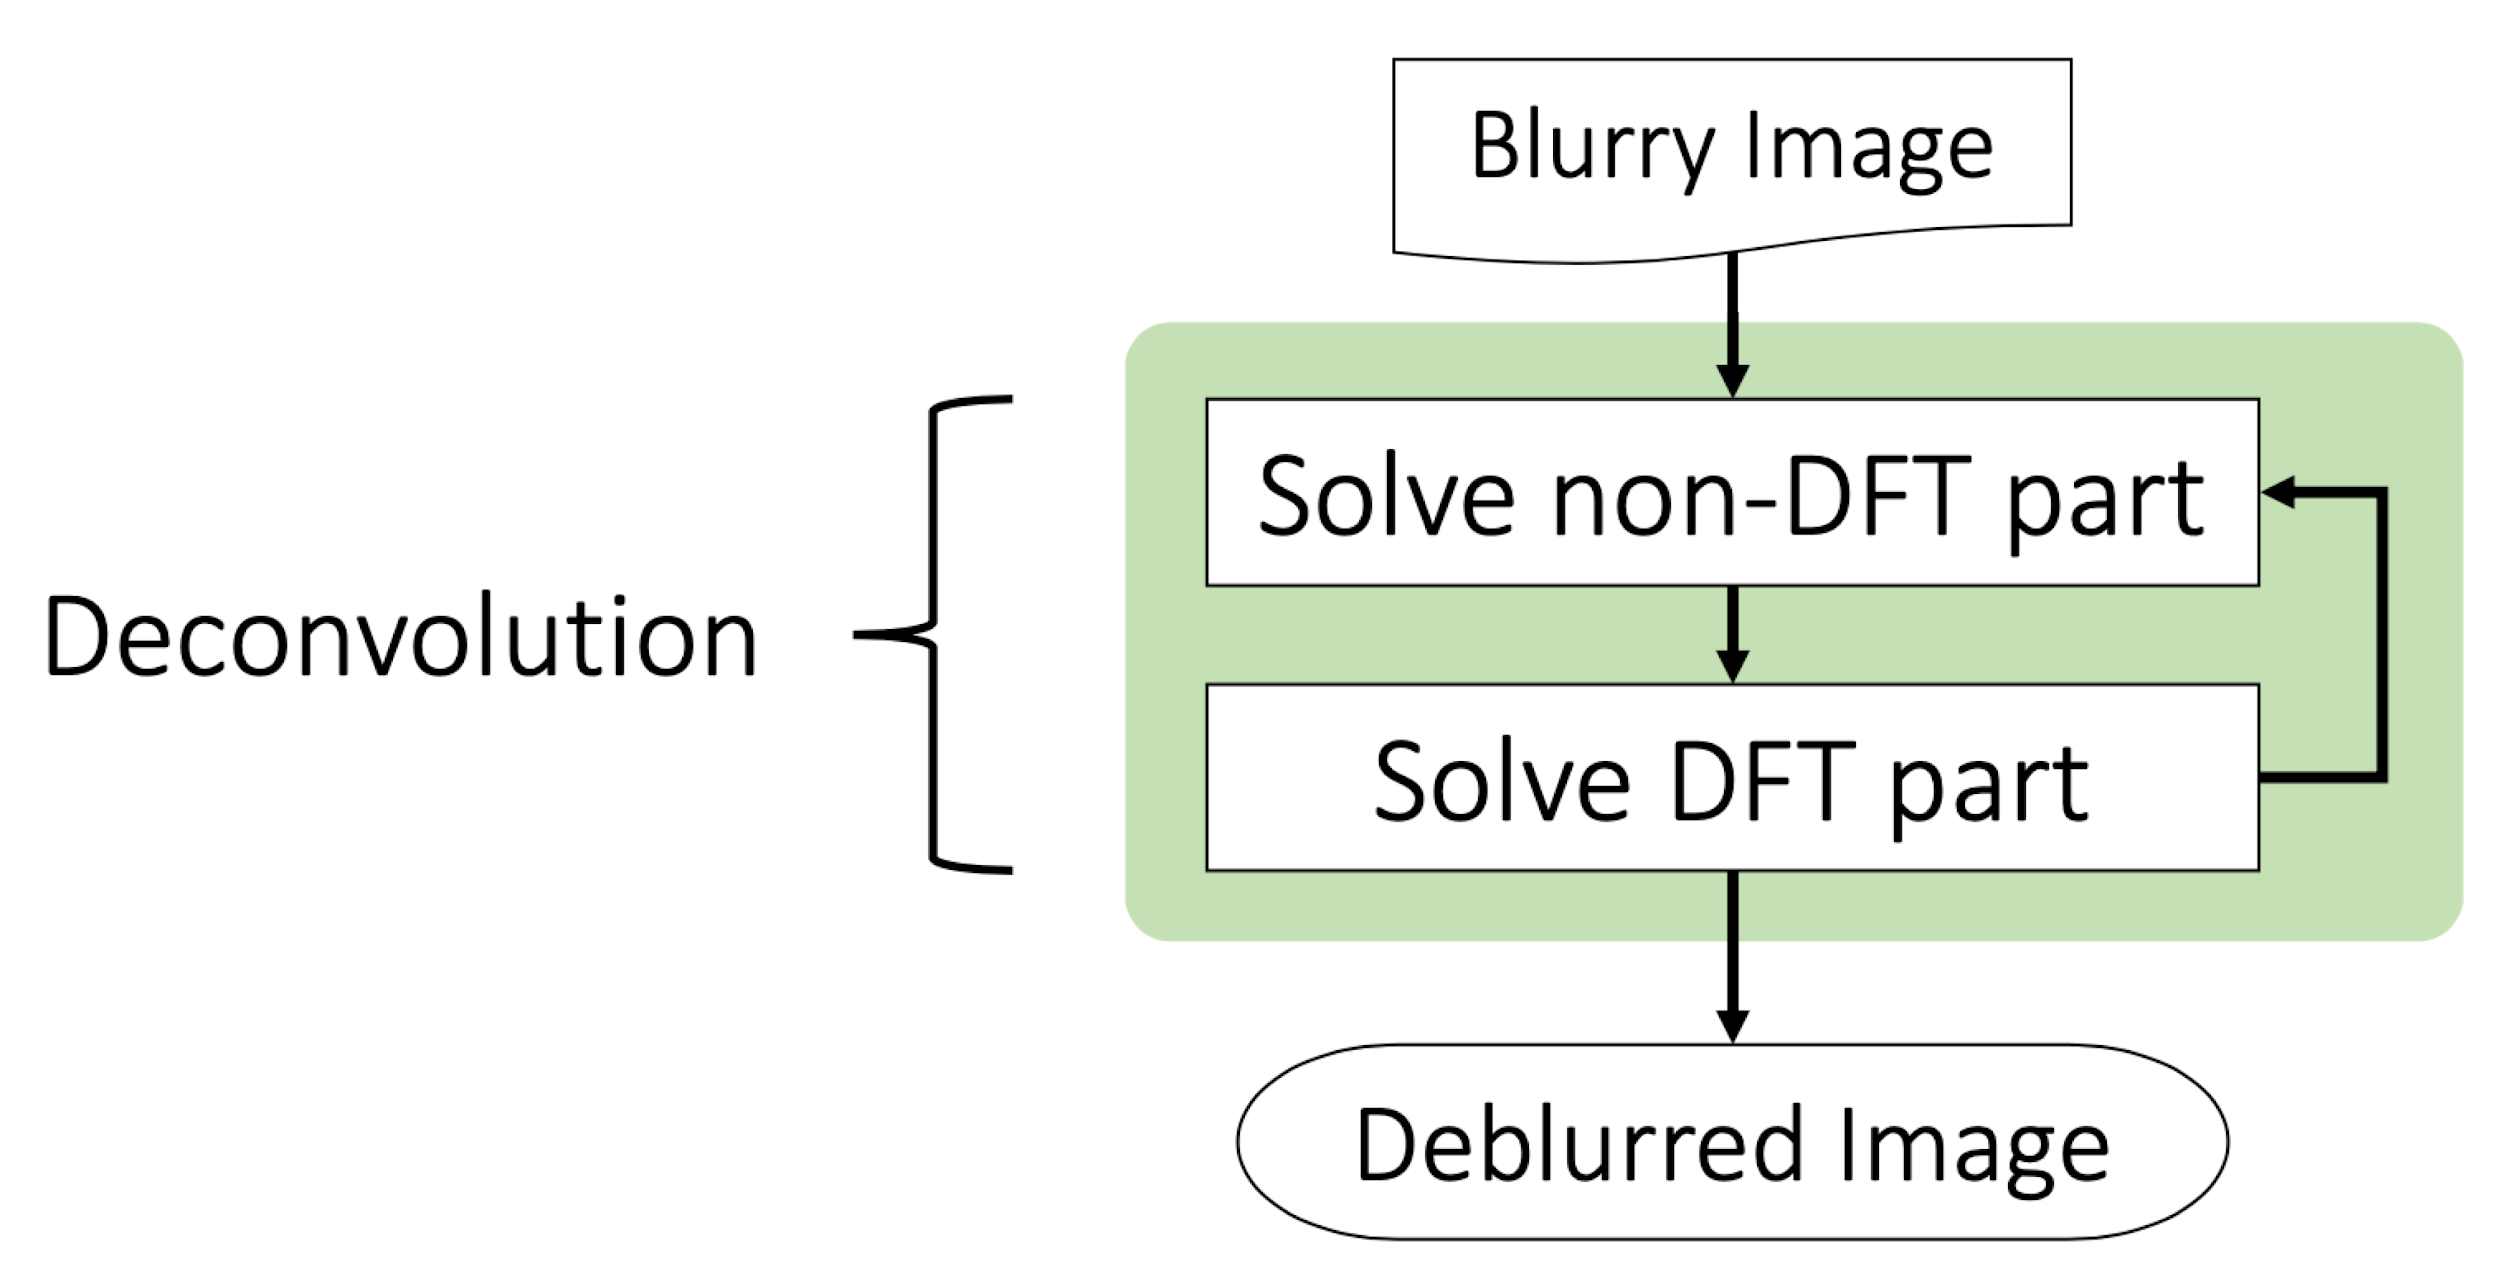 Blurry Image
Solve non-DFT part
Deconvolution
Solve DFT part
Deblurred Image